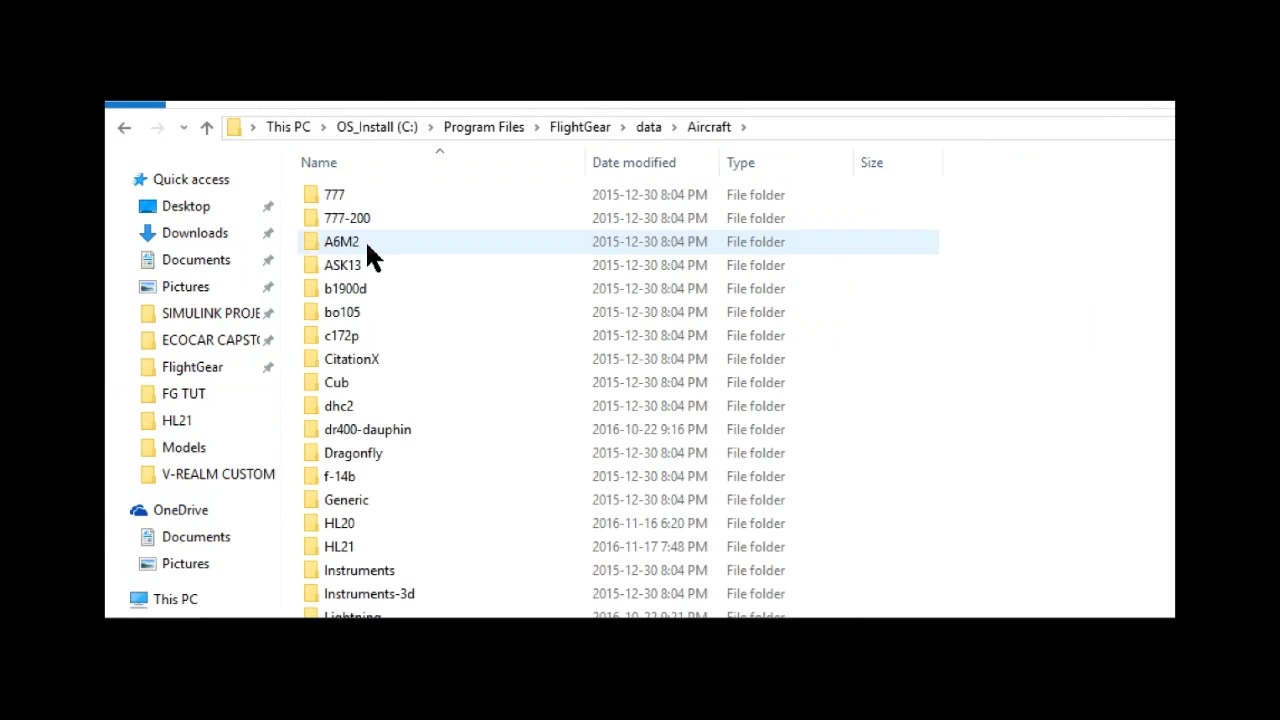 This PC > OS_Install (C:) > Program Files > FlightGear > data > Aircraft >
Name Date modified Type Size
Quick access
Desktop
Downloads
Documents
Pictures
SIMULINK PROJE
ECOCAR CAPST
FlightGear
FG TUT
HL21
Models
V-REALM CUSTOM
OneDrive
Documents
Pictures
This PC
777 2015-12-30 8:04 PM File folder
777-200 2015-12-30 8:04 PM File folder
A6M2 2015-12-30 8:04 PM File folder
ASK13 2015-12-30 8:04 PM File folder
b1900d 2015-12-30 8:04 PM File folder
bo105 2015-12-30 8:04 PM File folder
c172p 2015-12-30 8:04 PM File folder
CitationX 2015-12-30 8:04 PM File folder
Cub 2015-12-30 8:04 PM File folder
dhc2 2015-12-30 8:04 PM File folder
dr400-dauphin 2016-10-22 9:16 PM File folder
Dragonfly 2015-12-30 8:04 PM File folder
f-14b 2015-12-30 8:04 PM File folder
Generic 2015-12-30 8:04 PM File folder
HL20 2016-11-16 6:20 PM File folder
HL21 2016-11-17 7:48 PM File folder
Instruments 2015-12-30 8:04 PM File folder
Instruments-3d 2015-12-30 8:04 PM File folder
Lightning 2016-10-22 9:21 PM File folder